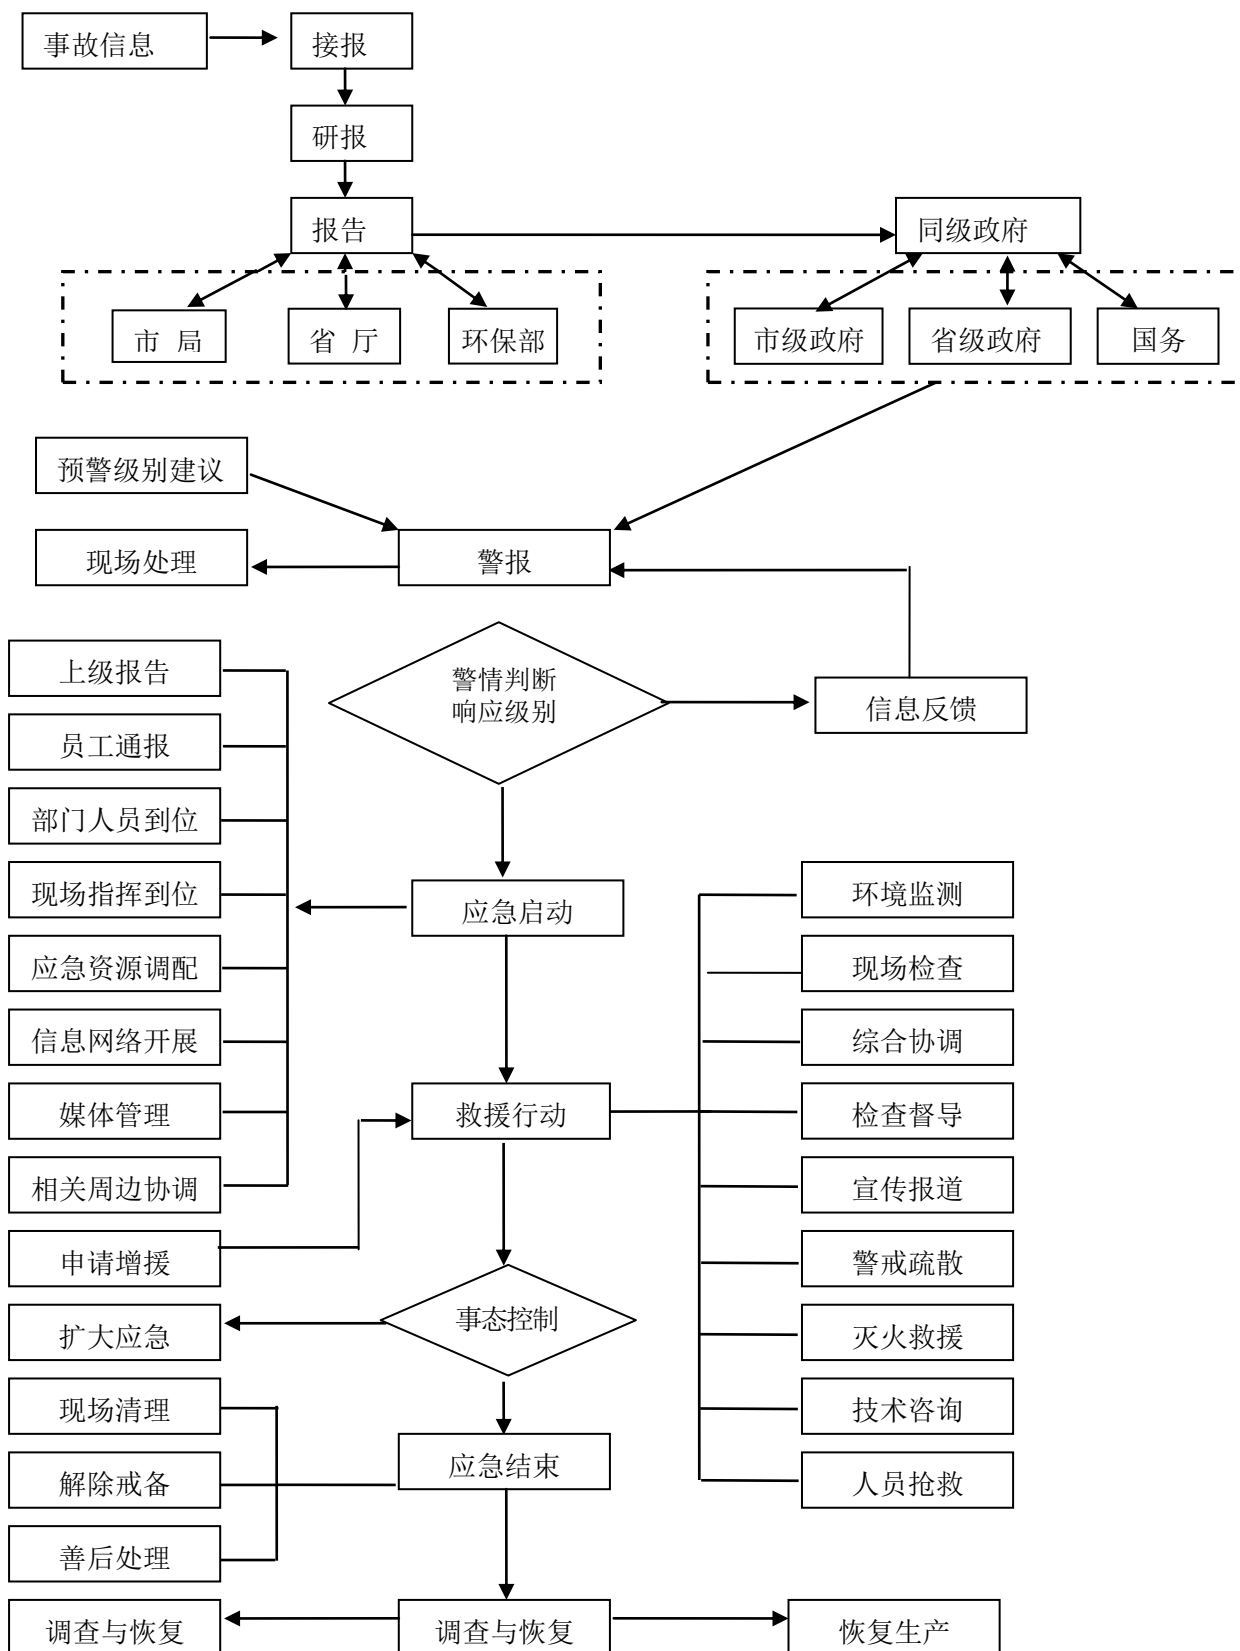 事故信息
接报
研报
报告
同级政府
市 局
省 厅
环保部
市级政府
省级政府
国务
预警级别建议
现场处理
警报
上级报告
警情判断
响应级别
信息反馈
员工通报
部门人员到位
现场指挥到位
应急启动
环境监测
应急资源调配
现场检查
信息网络开展
综合协调
媒体管理
救援行动
检查督导
相关周边协调
宣传报道
申请增援
警戒疏散
扩大应急
事态控制
灭火救援
现场清理
技术咨询
解除戒备
应急结束
人员抢救
善后处理
调查与恢复
调查与恢复
恢复生产